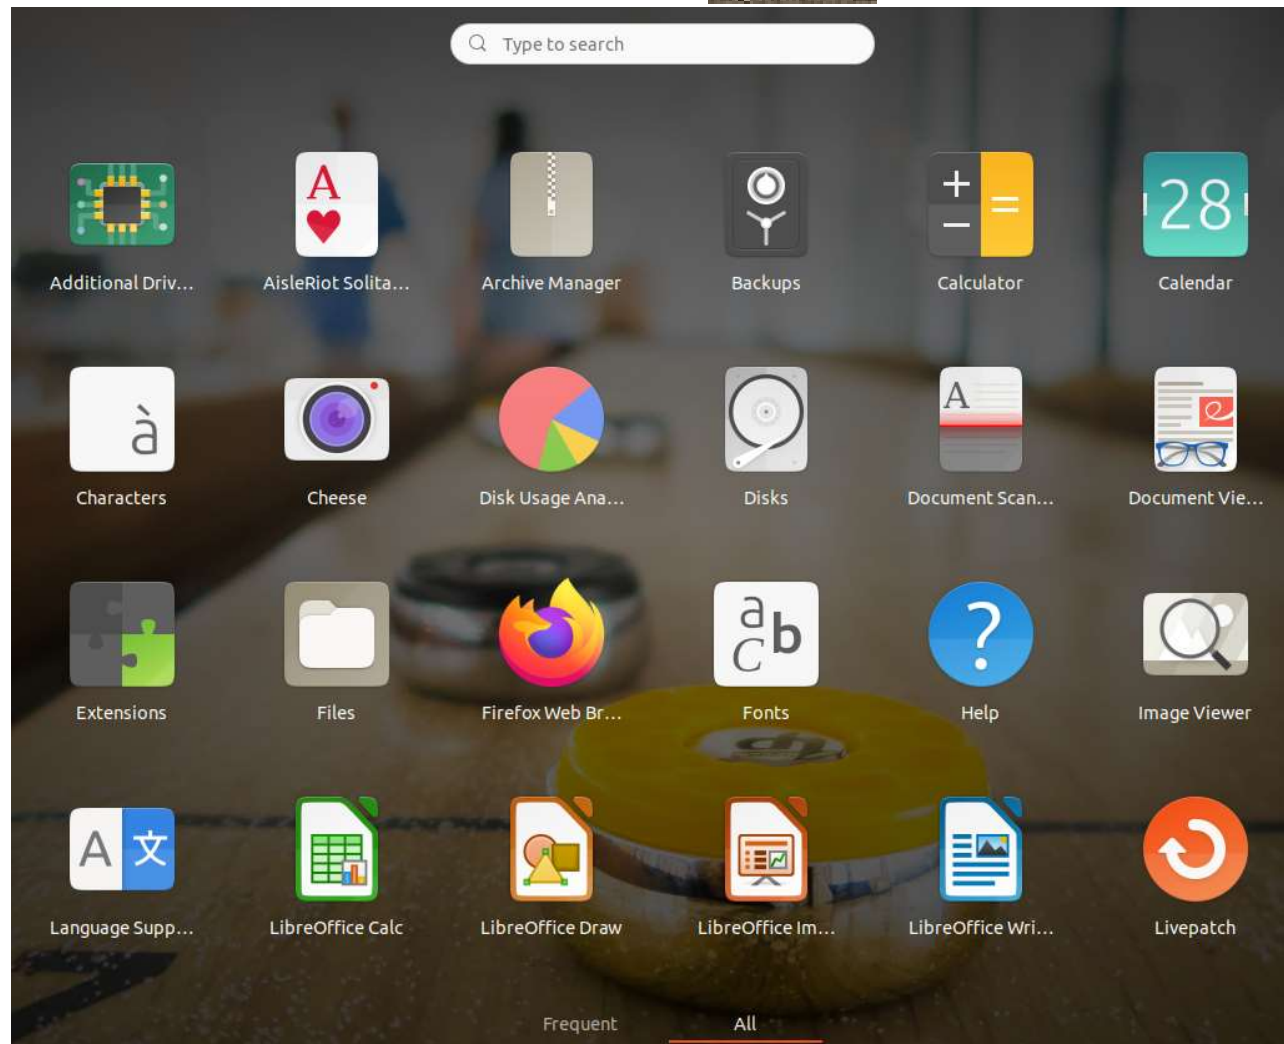 Type to search
28
Additional Driv...
AisleRiot Solita...
Archive Manager
Backups
Calculator
Calendar
Characters
Cheese
Disk Usage Ana...
Disks
Document Scan...
Document Vie...
Extensions
Files
Firefox Web Br...
Fonts
Help
Image Viewer
Language Supp...
LibreOffice Calc
LibreOffice Draw
LibreOffice Im...
LibreOffice Wri...
Livepatch
Frequent
All